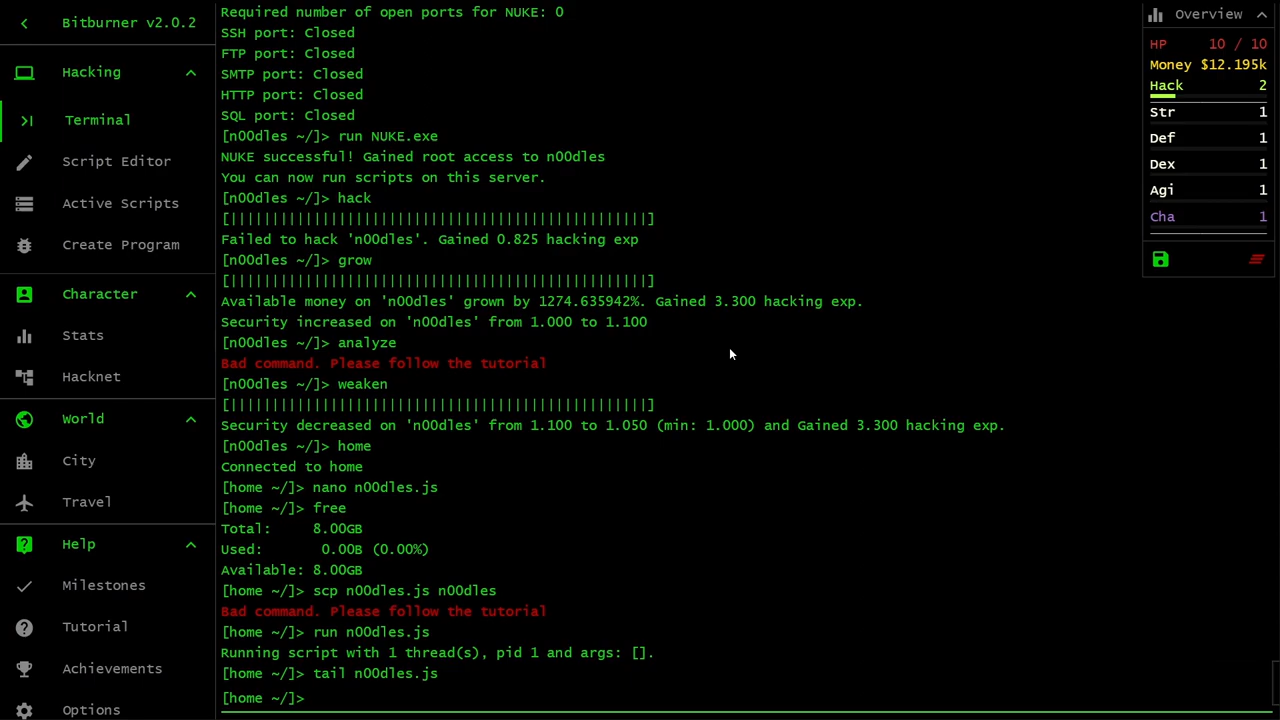 Bitburner v2.0.2
Hacking
Terminal
Script Editor
Active Scripts
Create Program
Character
Stats
Hacknet
World
City
Travel
Help
Milestones
Tutorial
Achievements
Options
Required number of open ports for NUKE: 0
SSH port: Closed
FTP port: Closed
SMTP port: Closed
HTTP port: Closed
SQL port: Closed
[n00dles ~/]> run NUKE.exe
NUKE successful! Gained root access to n00dles
You can now run scripts on this server.
[n00dles ~/]> hack
[||||||||||||||||||||||||||||||||||||||||||||||||||]
Failed to hack 'n00dles'. Gained 0.825 hacking exp
[n00dles ~/]> grow
[||||||||||||||||||||||||||||||||||||||||||||||||||]
Available money on 'n00dles' grown by 1274.635942%. Gained 3.300 hacking exp.
Security increased on 'n00dles' from 1.000 to 1.100
[n00dles ~/]> analyze
Bad command. Please follow the tutorial
[n00dles ~/]> weaken
[||||||||||||||||||||||||||||||||||||||||||||||||||]
Security decreased on 'n00dles' from 1.100 to 1.050 (min: 1.000) and Gained 3.300 hacking exp.
[n00dles ~/]> home
Connected to home
[home ~/]> nano n00dles.js
[home ~/]> free
Total:     8.00GB
Used:       0.00B (0.00%)
Available: 8.00GB
[home ~/]> scp n00dles.js n00dles
Bad command. Please follow the tutorial
[home ~/]> run n00dles.js
Running script with 1 thread(s), pid 1 and args: [].
[home ~/]> tail n00dles.js
[home ~/]>
Overview
HP 10 / 10
Money $12.195k
Hack 2
Str 1
Def 1
Dex 1
Agi 1
Cha 1